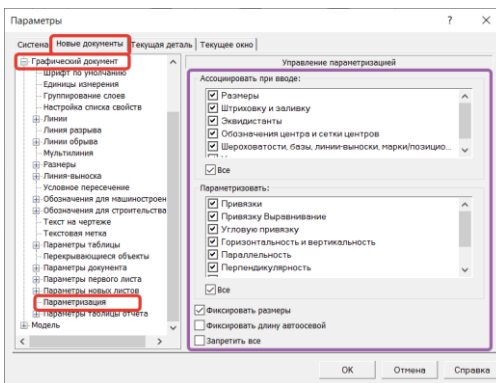 Параметры
? X
Система Новые документы Текущая деталь Текущее окно
Графический документ
Шрифт по умолчанию
Единицы измерения
Группирование слоев
Настройка списка свойств
Линии
Линия разрыва
Линии обрыва
Мультилиния
Размеры
Линия-выноска
Условное пересечение
Обозначения для машиностроен
Обозначения для строительства
Текст на чертеже
Текстовая метка
Параметры таблицы
Перекрывающиеся объекты
Параметры документа
Параметры первого листа
Параметры новых листов
Параметризация
Параметры таблицы отчета
Модель
Управление параметризацией
Ассоциировать при вводе:
Размеры
Штриховку и заливку
Эквидистанты
Обозначения центра и сетки центров
Шероховатости, базы, линии-выноски, марки/позицио...
Все
Параметризовать:
Привязки
Привязку Выравнивание
Угловую привязку
Горизонтальность и вертикальность
Параллельность
Перпендикулярность
Все
Фиксировать размеры
Фиксировать длину автоосевой
Запретить все
OK Отмена Справка